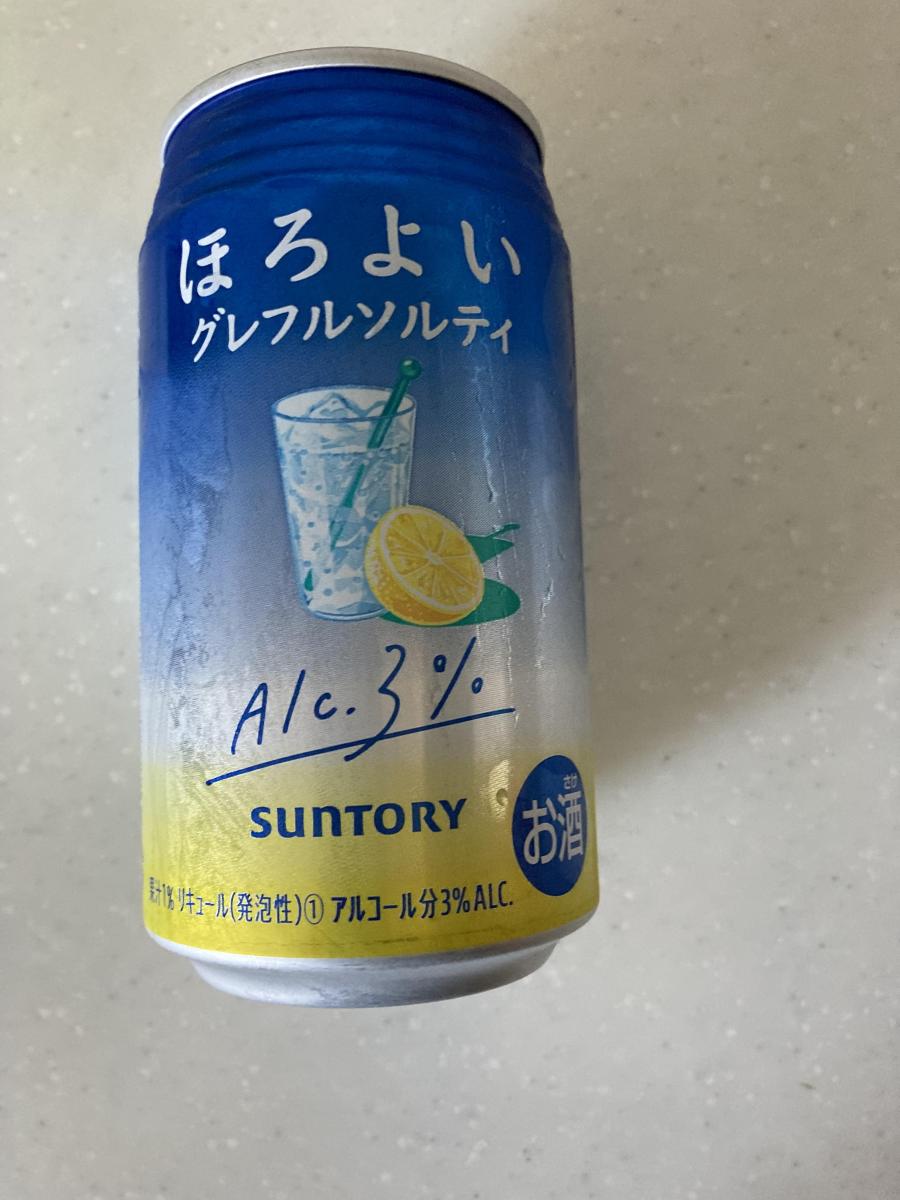 ほろよい
グレフルソルティ
Alc.3%
SUNTORY
さけ
お酒
果汁1% リキュール(発泡性)① アルコール分3%ALC.